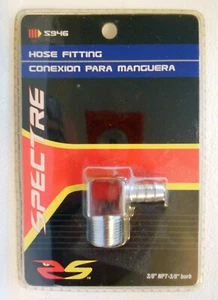 5946
HOSE FITTING
CONEXION PARA MANGUERA
SPECTRE
3/8" NPT-3/8" barb